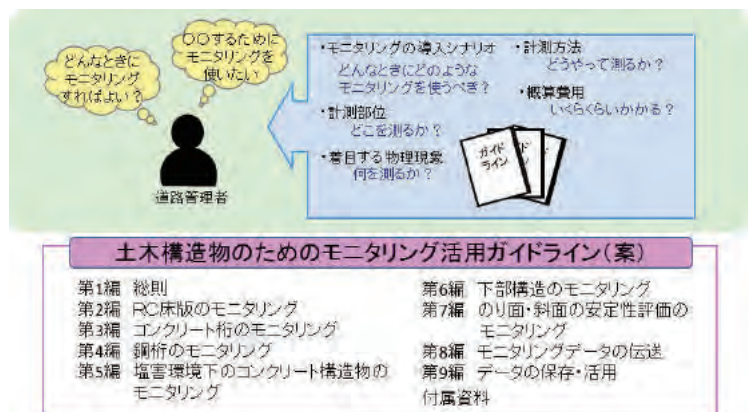 どんなときに
モニタリング
すればよい?
〇〇するために
モニタリングを
使いたい
道路管理者
・モニタリングの導入シナリオ
どんなときにどのような
モニタリングを使うべき?
・計測部位
どこを測るか?
・着目する物理現象
何を測るか?
・計測方法
どうやって測るか?
・概算費用
いくらくらいかかる?
ガイド
ライン
土木構造物のためのモニタリング活用ガイドライン(案)
第1編 総則
第2編 RC床版のモニタリング
第3編 コンクリート桁のモニタリング
第4編 鋼桁のモニタリング
第5編 塩害環境下のコンクリート構造物の
モニタリング
第6編 下部構造のモニタリング
第7編 のり面・斜面の安定性評価の
モニタリング
第8編 モニタリングデータの伝送
第9編 データの保存・活用
付属資料